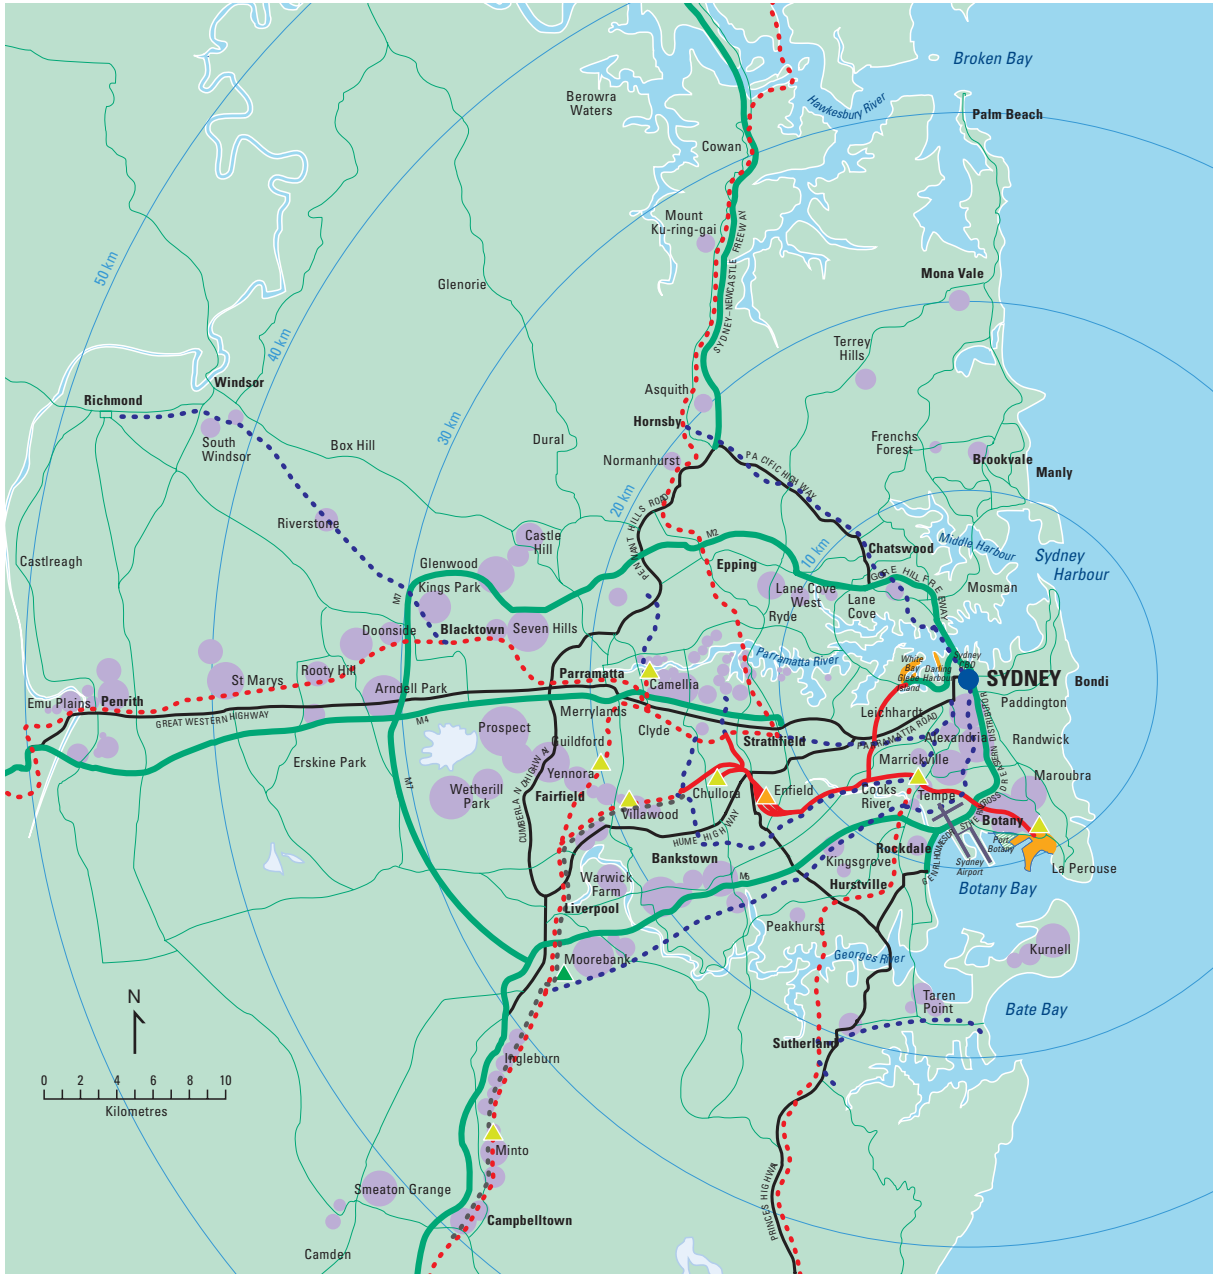 Broken Bay
Berowra
Waters
Hawkesbury River
Palm Beach
Cowan
Mount
Ku-ring-gai
SYDNEY–NEWCASTLE FREEWAY
50 km
Mona Vale
Glenorie
40 km
Terrey
Hills
Windsor
Richmond
Asquith
30 km
Hornsby
South
Windsor
Box Hill
Dural
Frenchs
Forest
Brookvale
Manly
Normanhurst
PACIFIC HIGHWAY
20 km
PENNANT HILLS ROAD
Riverstone
Castle
Hill
M2
Middle Harbour
Sydney
Harbour
Chatswood
10 km
Castlreagh
Glenwood
Epping
GORE HILL FREEWAY
Kings Park
M7
Lane Cove
West
Lane
Cove
Mosman
Ryde
Doonside
Blacktown
Seven Hills
Parramatta River
White
Bay
Glebe
Island
Darling
Harbour
Sydney
CBD
Rooty Hill
St Marys
Parramatta
Camellia
SYDNEY
Bondi
Emu Plains
Penrith
Arndell Park
GREAT WESTERN HIGHWAY
M4
Merrylands
Leichhardt
Paddington
Clyde
PARRAMATTA ROAD
EASTERN DISTRIBUTOR
Prospect
Guildford
Strathfield
Alexandria
Randwick
Erskine Park
Marrickville
Yennora
Maroubra
M7
Wetherill
Park
Fairfield
CUMBERLAND HIGHWAY
Chullora
Enfield
Cooks
River
Tempe
Villawood
Botany
Port
Botany
HUME HIGHWAY
Bankstown
Rockdale
Kingsgrove
Sydney
Airport
La Perouse
Warwick
Farm
M5
Hurstville
Botany Bay
Liverpool
Peakhurst
Kurnell
Moorebank
Georges River
N
Taren
Point
Bate Bay
Sutherland
Ingleburn
0 2 4 6 8 10
Kilometres
Minto
Smeaton Grange
PRINCES HIGHWA
Campbelltown
Camden